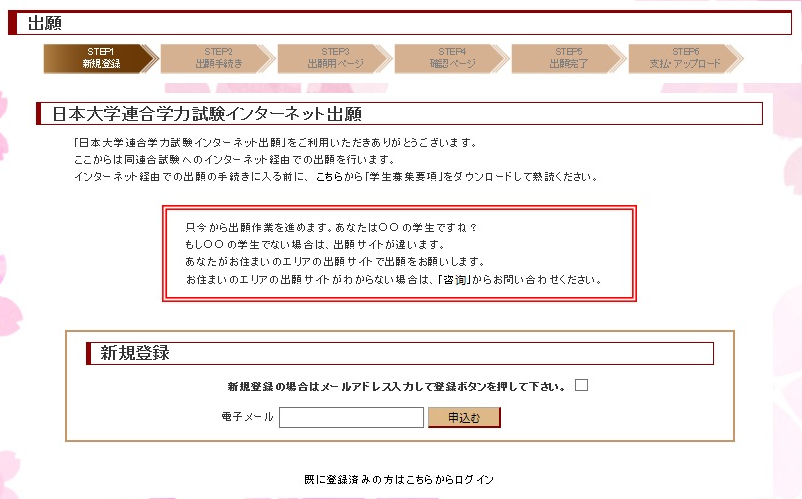 出願
STEP1
新規登録
STEP2
出願手続き
STEP3
出願用ページ
STEP4
確認ページ
STEP5
出願完了
STEP6
支払・アップロード
日本大学連合学力試験インターネット出願
「日本大学連合学力試験インターネット出願」をご利用いただきありがとうございます。
ここからは同連合試験へのインターネット経由での出願を行います。
インターネット経由での出願の手続きに入る前に、こちらから「学生募集要項」をダウンロードして熟読ください。
只今から出願作業を進めます。あなたは〇〇の学生ですね？
もし〇〇の学生でない場合は、出願サイトが違います。
あなたがお住まいのエリアの出願サイトで出願をお願いします。
お住まいのエリアの出願サイトがわからない場合は、「咨询」からお問い合わせください。
新規登録
新規登録の場合はメールアドレス入力して登録ボタンを押して下さい。
電子メール 申込む
既に登録済みの方はこちらからログイン